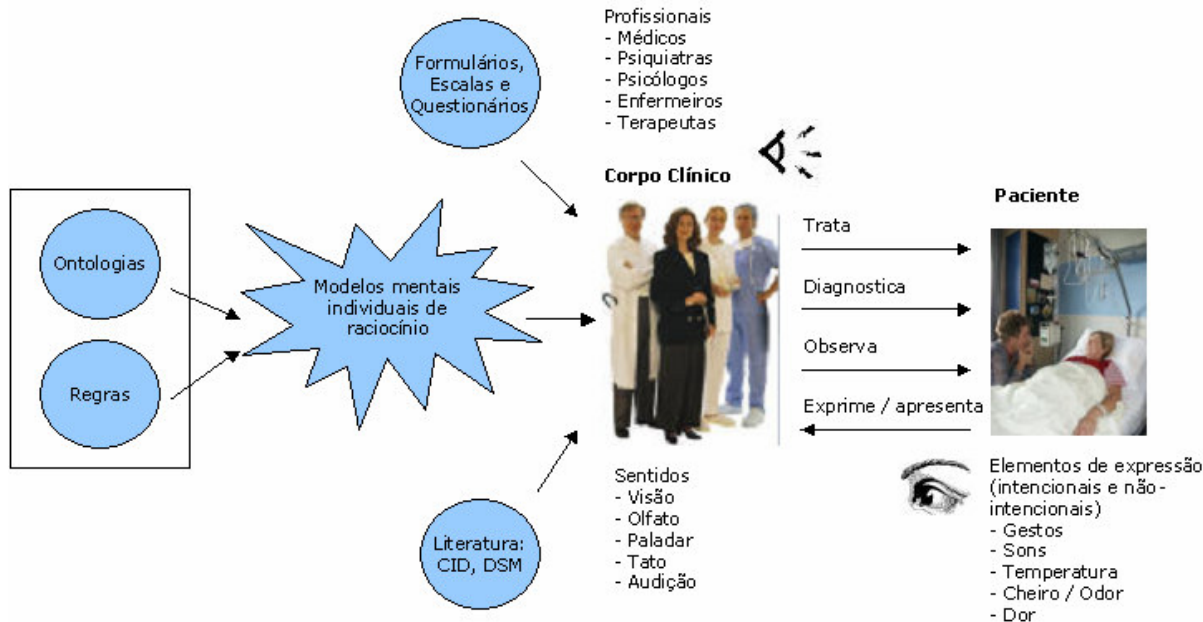 Formulários,
Escalas e
Questionários
Profissionais
- Médicos
- Psiquiatras
- Psicólogos
- Enfermeiros
- Terapeutas
Ontologias
Regras
Modelos mentais
individuais de
raciocínio
Corpo Clínico
Paciente
Trata
Diagnostica
Observa
Exprime / apresenta
Literatura:
CID, DSM
Sentidos
- Visão
- Olfato
- Paladar
- Tato
- Audição
Elementos de expressão
(intencionais e não-
intencionais)
- Gestos
- Sons
- Temperatura
- Cheiro / Odor
- Dor